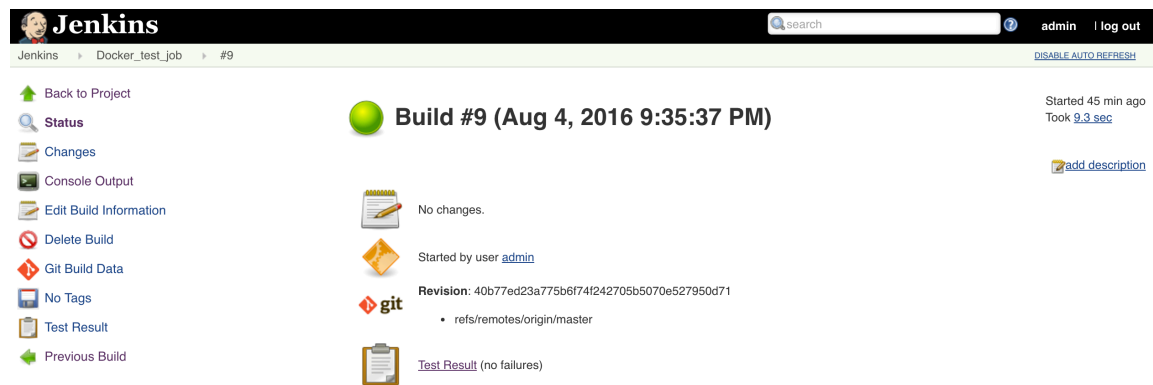 Jenkins
search
admin | log out
Jenkins Docker_test_job #9
DISABLE AUTO REFRESH
Back to Project
Status
Changes
Console Output
Edit Build Information
Delete Build
Git Build Data
No Tags
Test Result
Previous Build
Build #9 (Aug 4, 2016 9:35:37 PM)
Started 45 min ago
Took 9.3 sec
add description
No changes.
Started by user admin
git
Revision: 40b77ed23a775b6f74f242705b5070e527950d71
• refs/remotes/origin/master
Test Result (no failures)